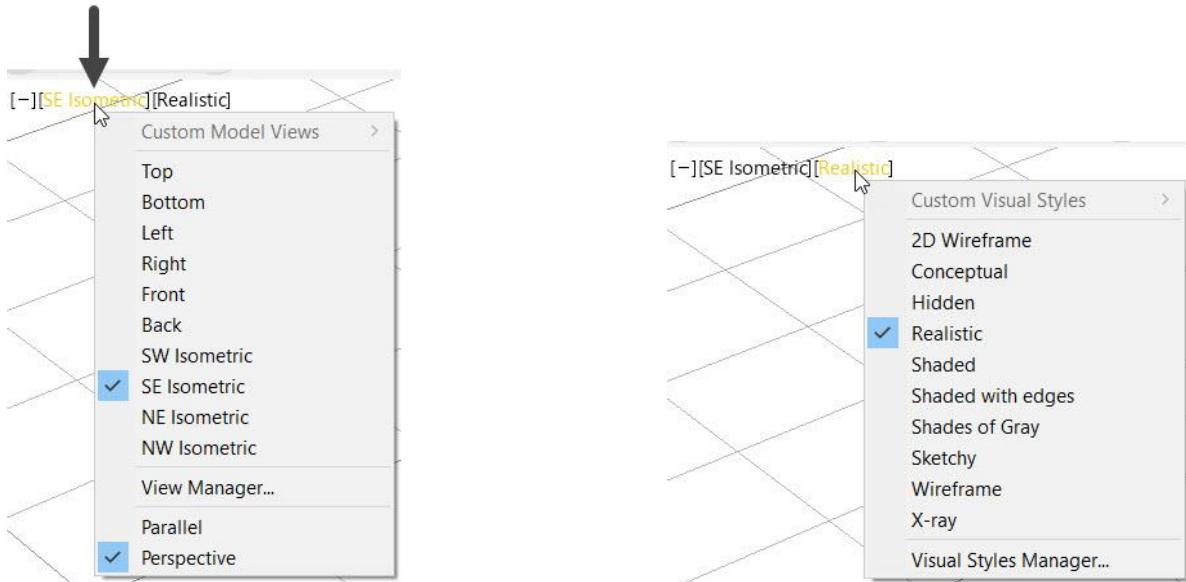 [−][SE Isometric][Realistic]
Custom Model Views
Top
Bottom
Left
Right
Front
Back
SW Isometric
SE Isometric
NE Isometric
NW Isometric
View Manager...
Parallel
Perspective
[−][SE Isometric][Realistic]
Custom Visual Styles
2D Wireframe
Conceptual
Hidden
Realistic
Shaded
Shaded with edges
Shades of Gray
Sketchy
Wireframe
X-ray
Visual Styles Manager...